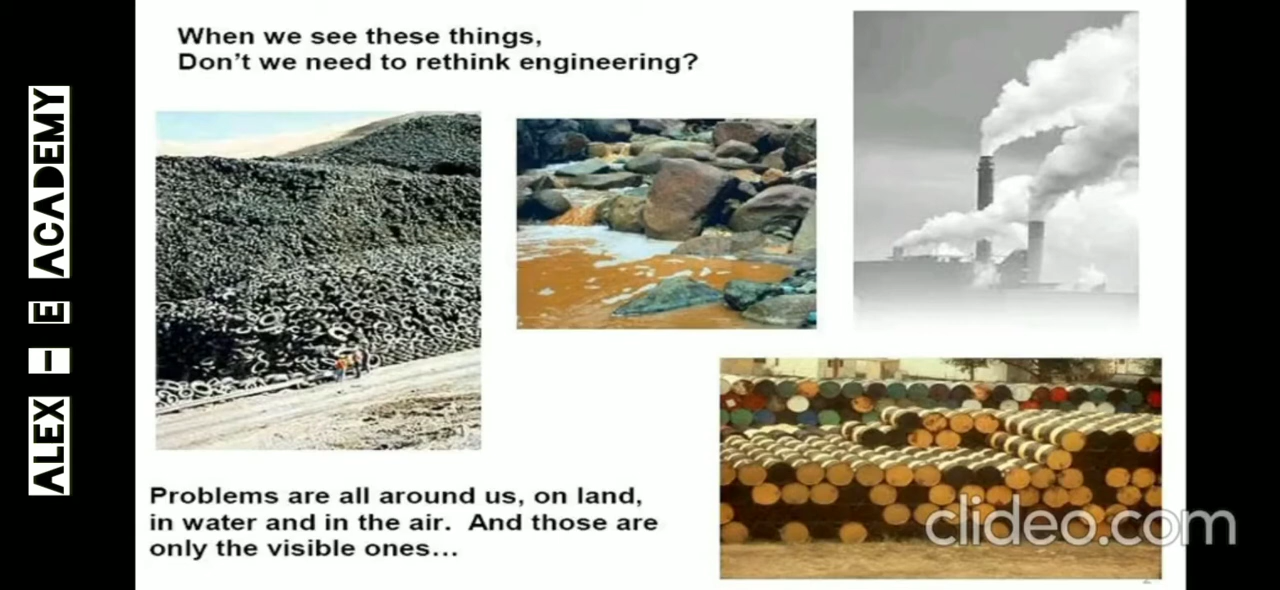 When we see these things,
Don't we need to rethink engineering?
ALEX - E ACADEMY
Problems are all around us, on land,
in water and in the air. And those are
only the visible ones...
clideo.com